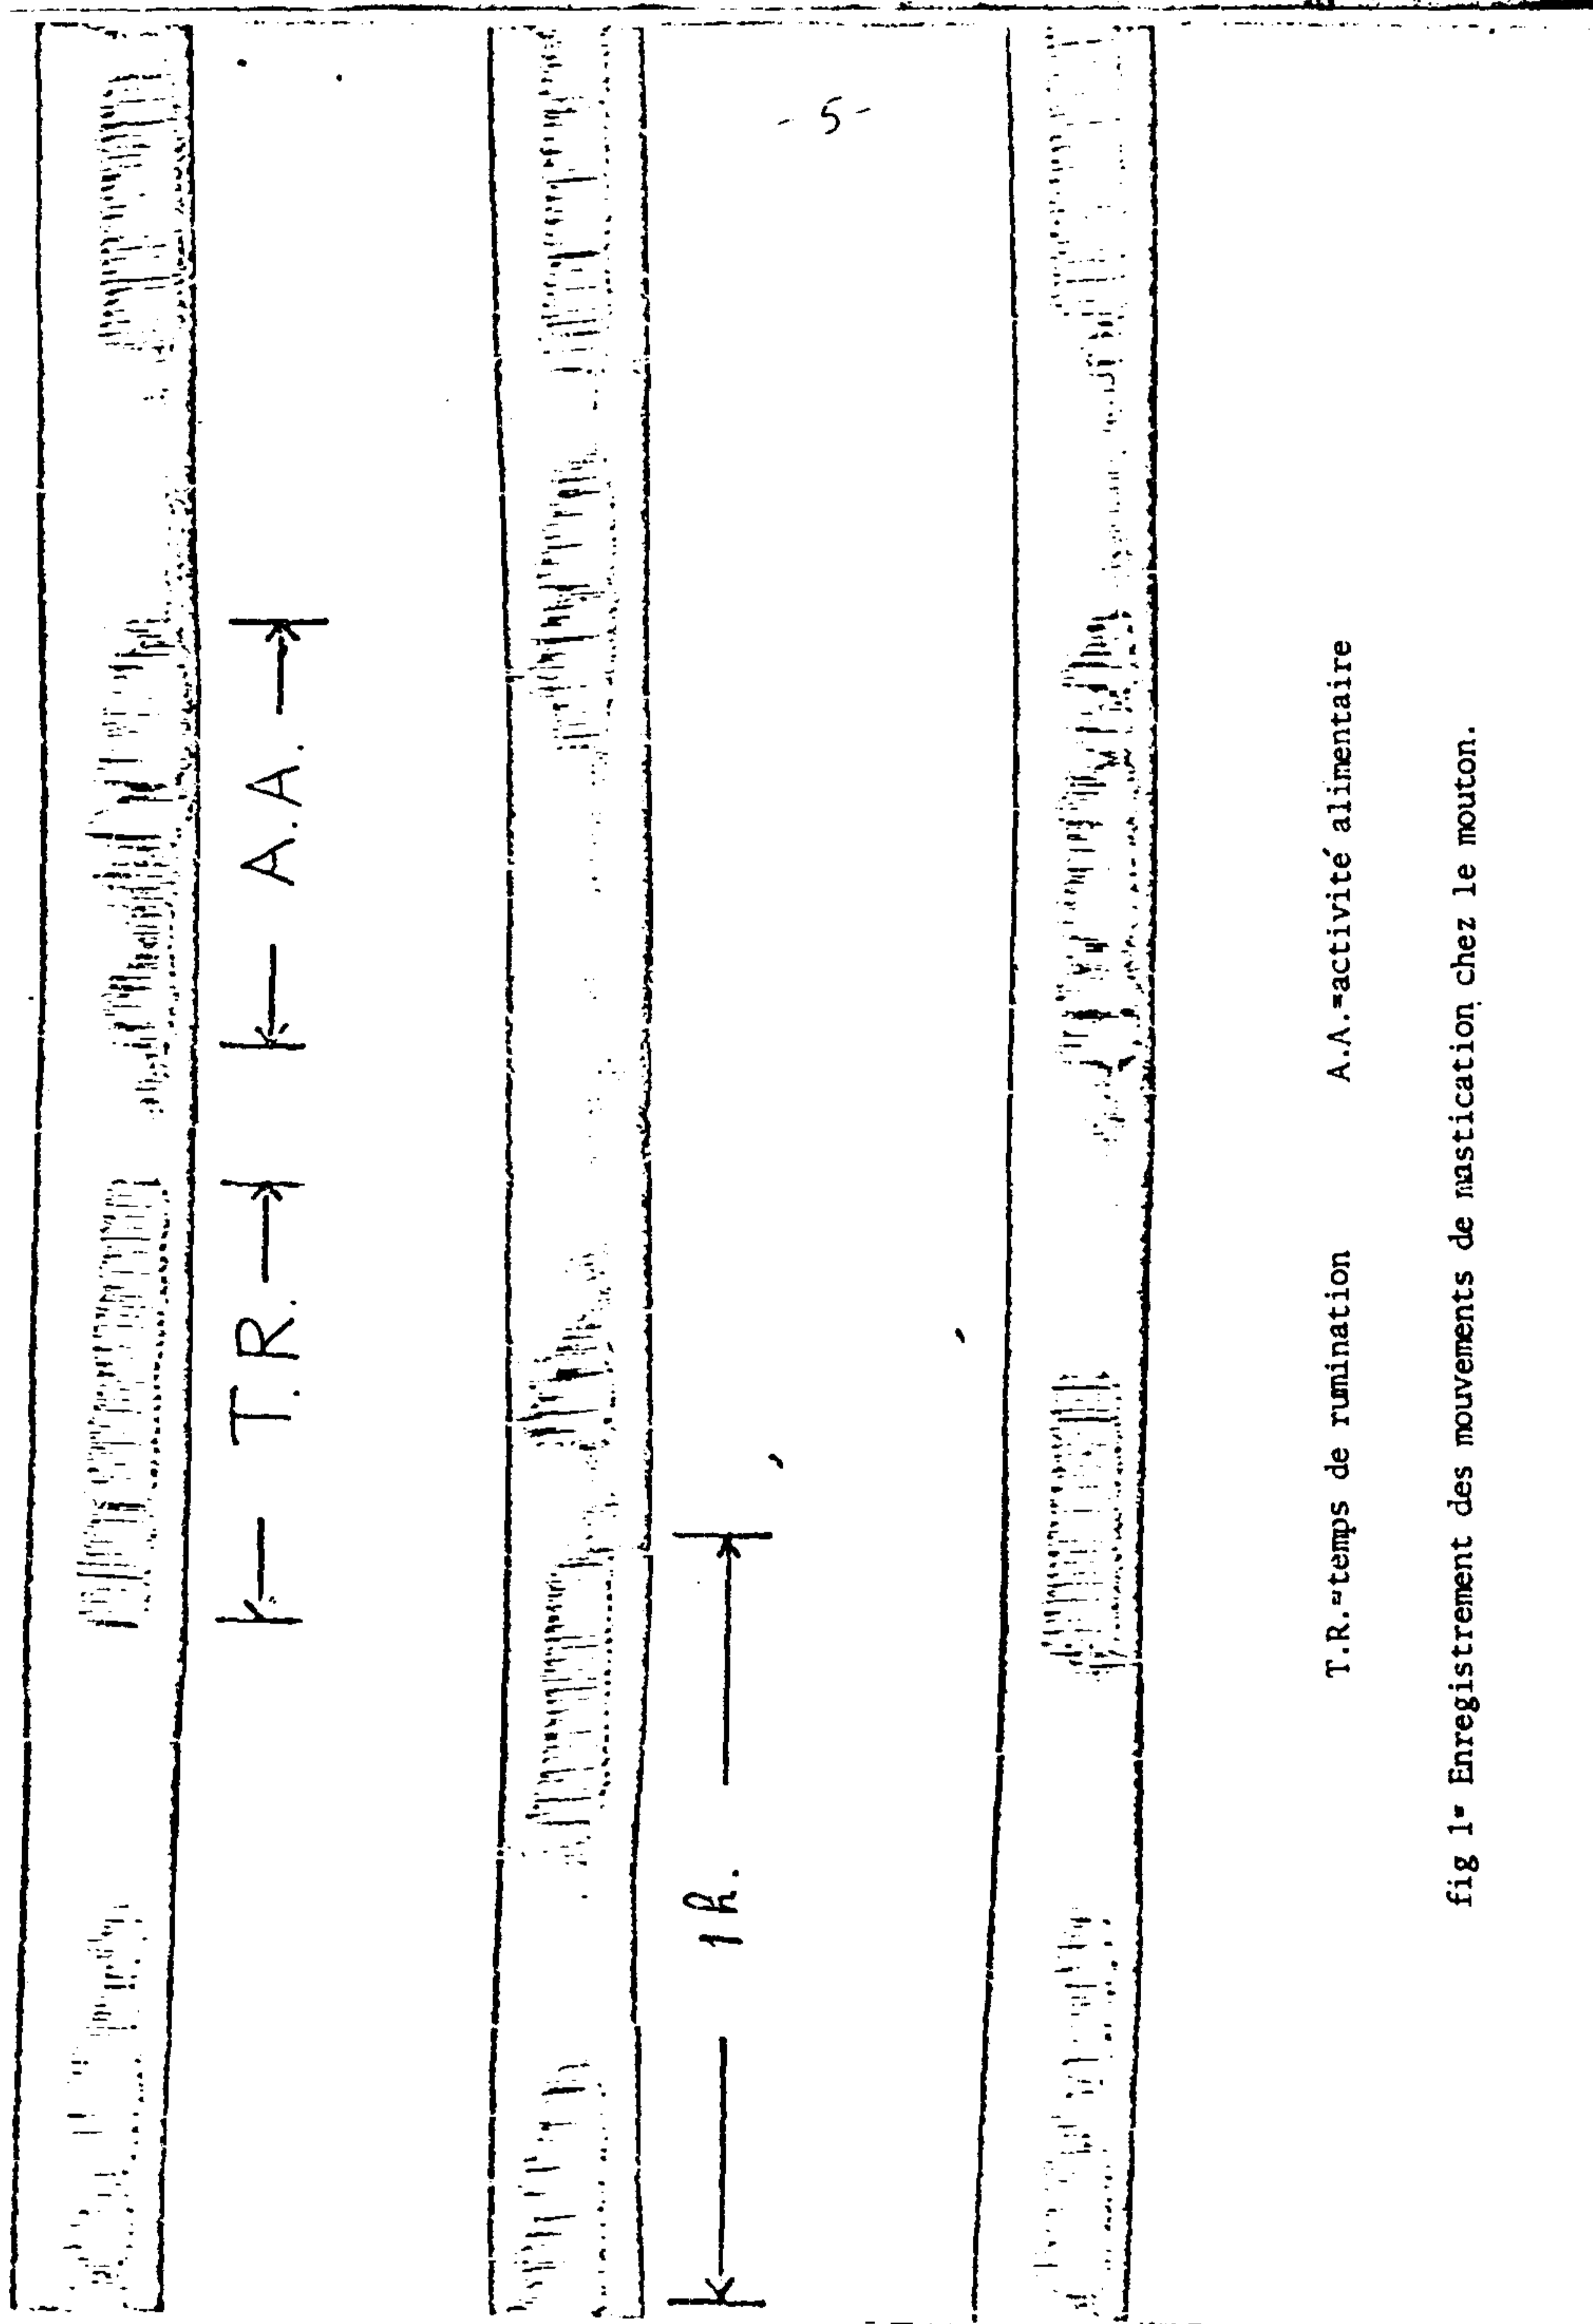 - 5 -
T.R.
A.A.
1 h.
T.R.=temps de rumination A.A.=activité alimentaire
fig 1= Enregistrement des mouvements de mastication chez le mouton.